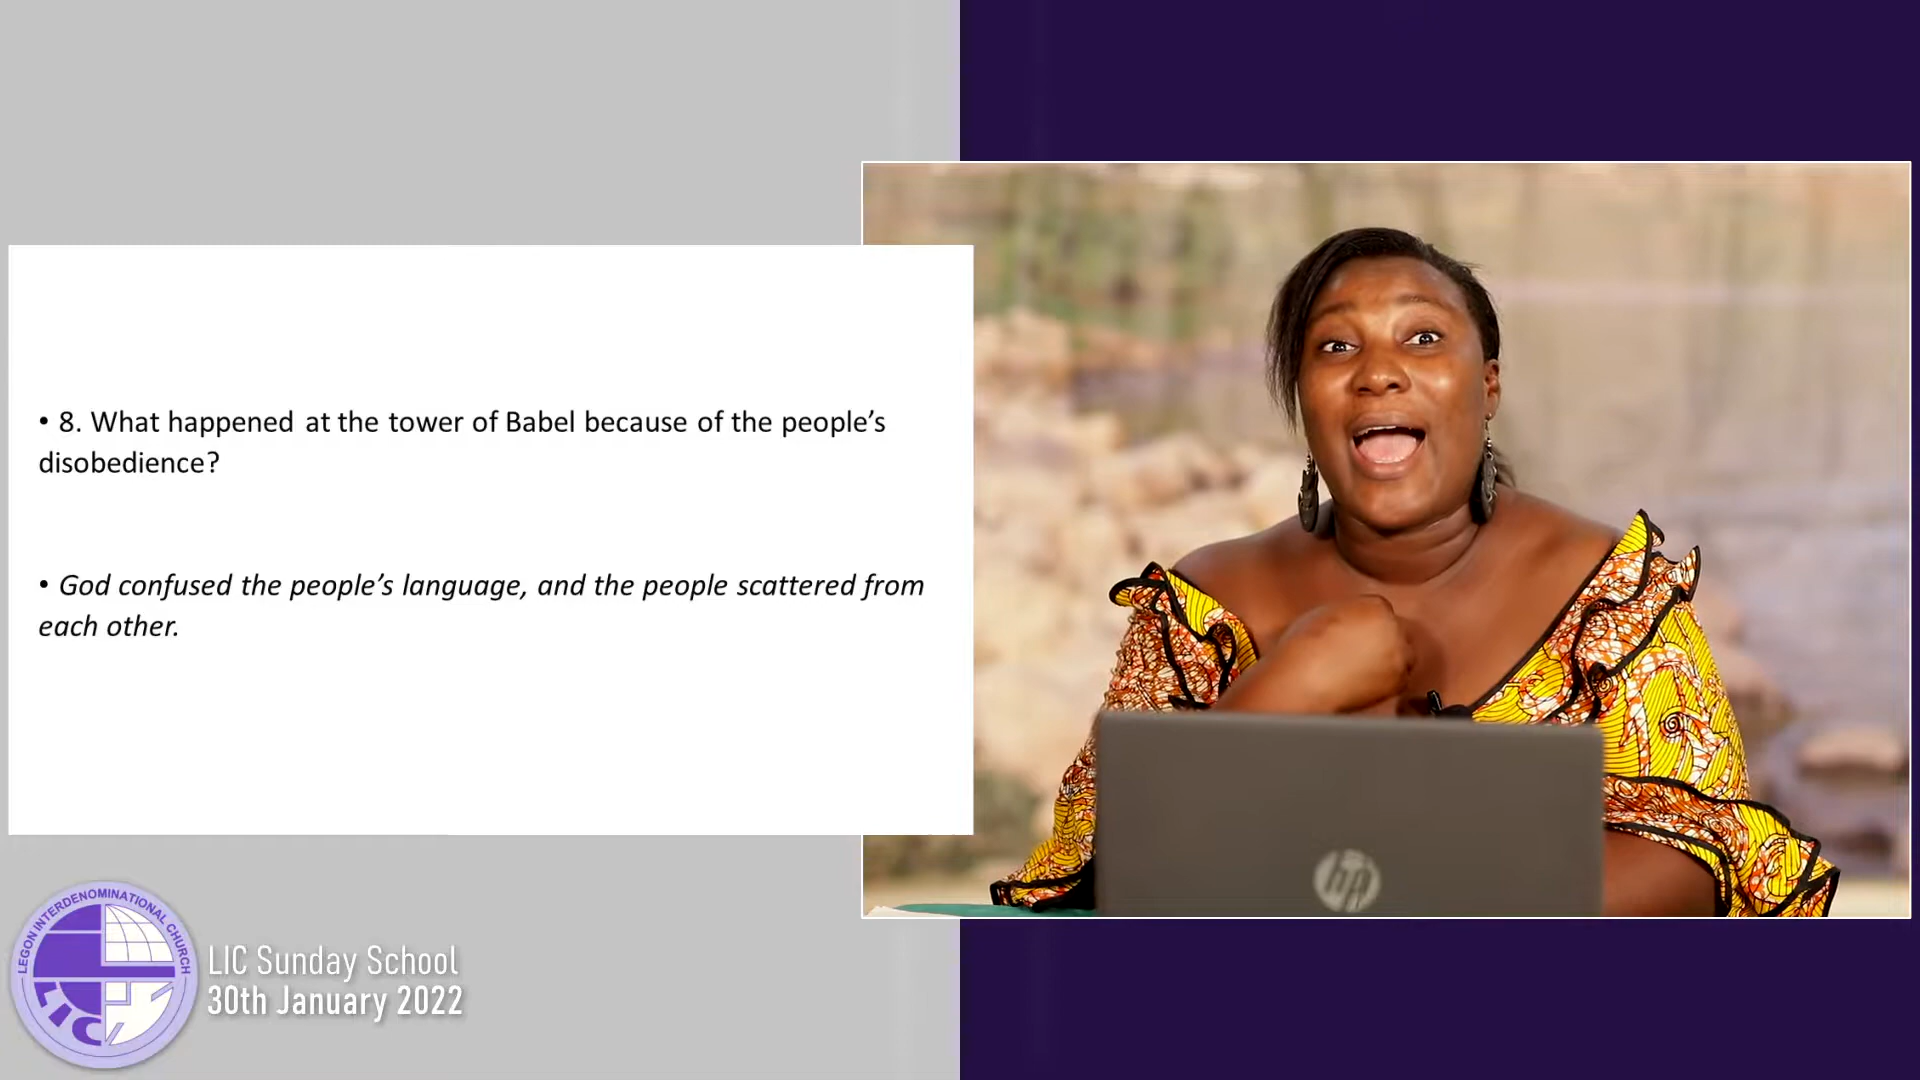 • 8. What happened at the tower of Babel because of the people’s
disobedience?
• God confused the people’s language, and the people scattered from
each other.
hp
LEGON INTERDENOMINATIONAL CHURCH
LIC
LIC Sunday School
30th January 2022